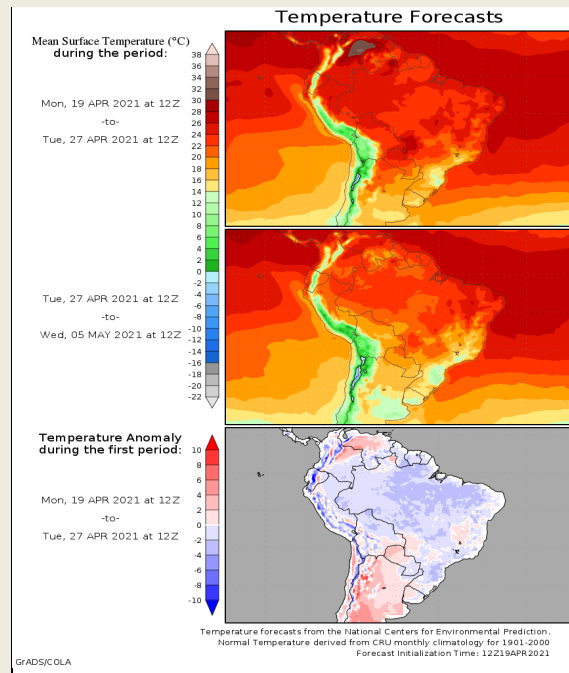 Temperature Forecasts
Mean Surface Temperature (°C)
during the period:
Mon, 19 APR 2021 at 12Z
-to-
Tue, 27 APR 2021 at 12Z
38
36
34
32
30
28
26
24
22
20
18
16
14
12
10
8
6
4
2
0
-2
-4
-6
-8
-10
-12
-14
-16
-18
-20
-22
Tue, 27 APR 2021 at 12Z
-to-
Wed, 05 MAY 2021 at 12Z
Temperature Anomaly
during the first period:
Mon, 19 APR 2021 at 12Z
-to-
Tue, 27 APR 2021 at 12Z
10
8
6
4
2
0
-2
-4
-6
-8
-10
Temperature forecasts from the National Centers for Environmental Prediction.
Normal Temperature derived from CRU monthly climatology for 1901-2000
Forecast Initialization Time: 12Z19APR2021
GrADS/COLA